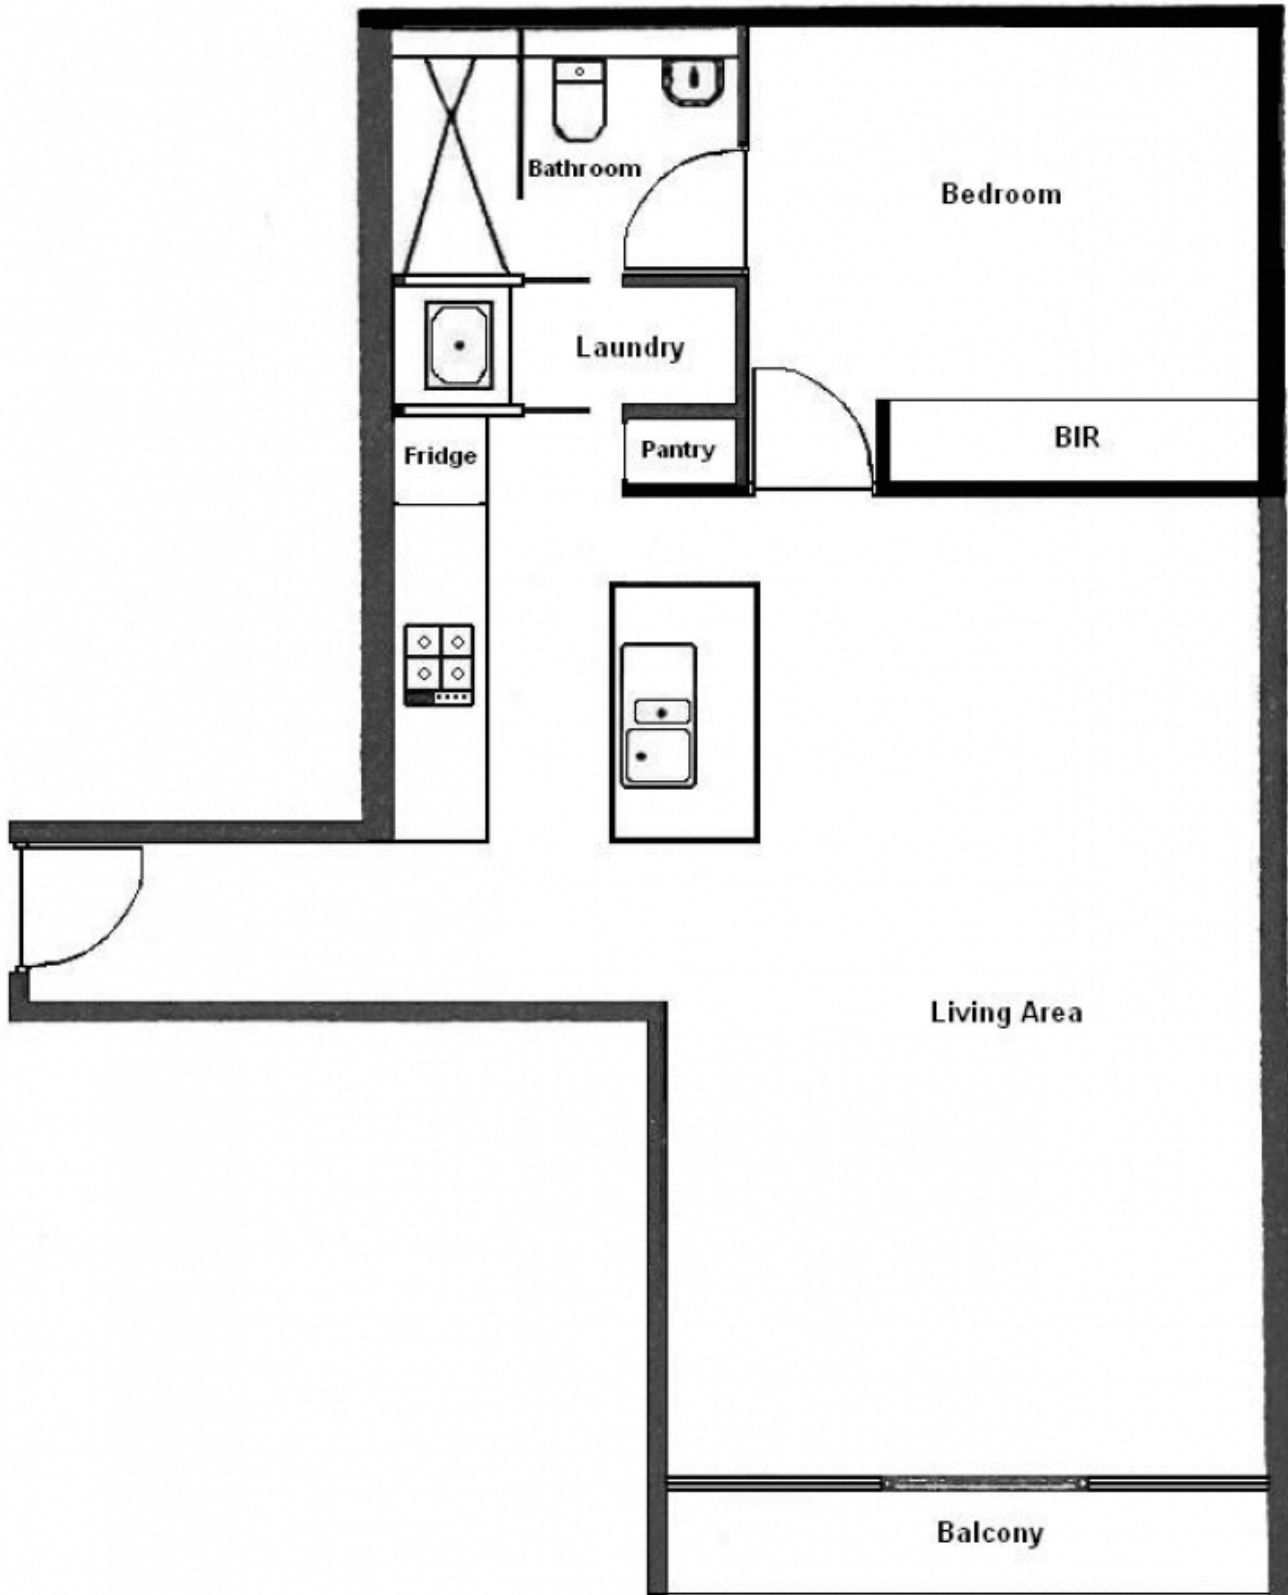 Bathroom
Bedroom
Laundry
BIR
Fridge
Pantry
Living Area
Balcony